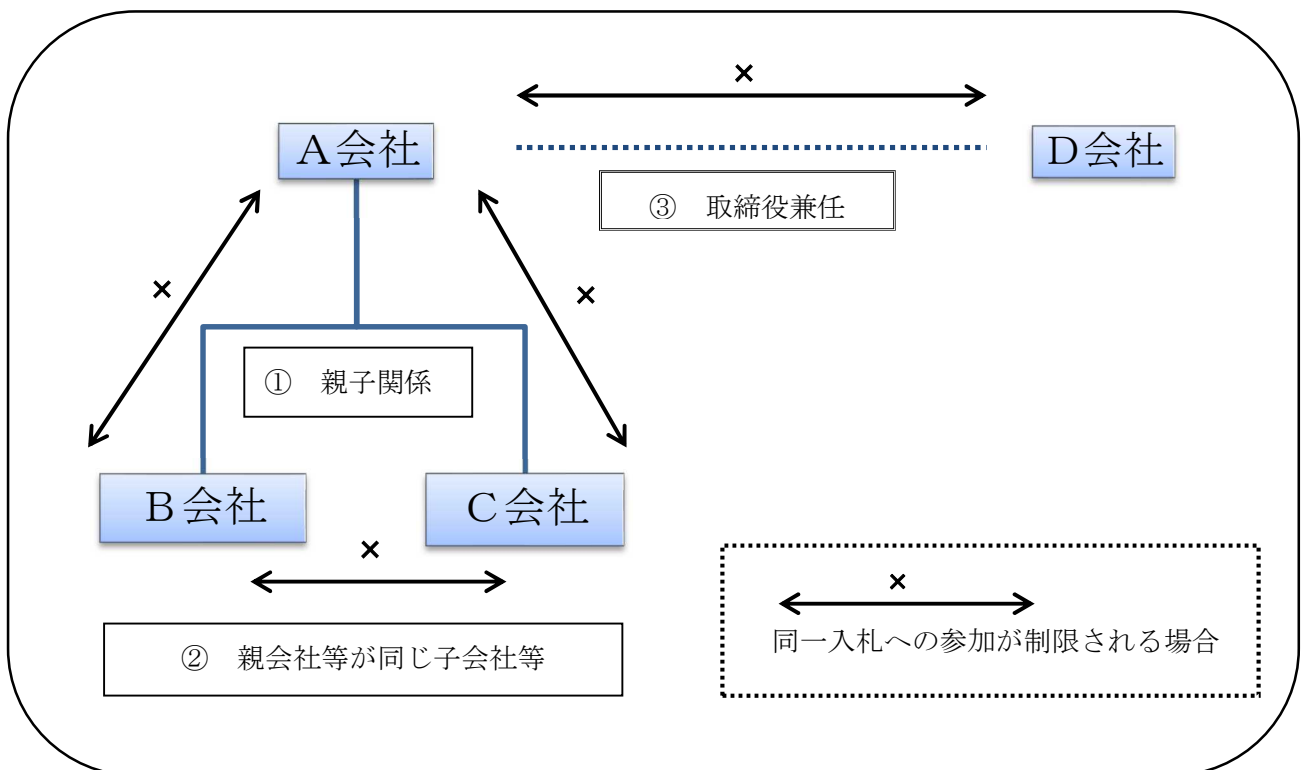 ×
A会社
D会社
③ 取締役兼任
×
×
① 親子関係
B会社
C会社
×
② 親会社等が同じ子会社等
×
同一入札への参加が制限される場合